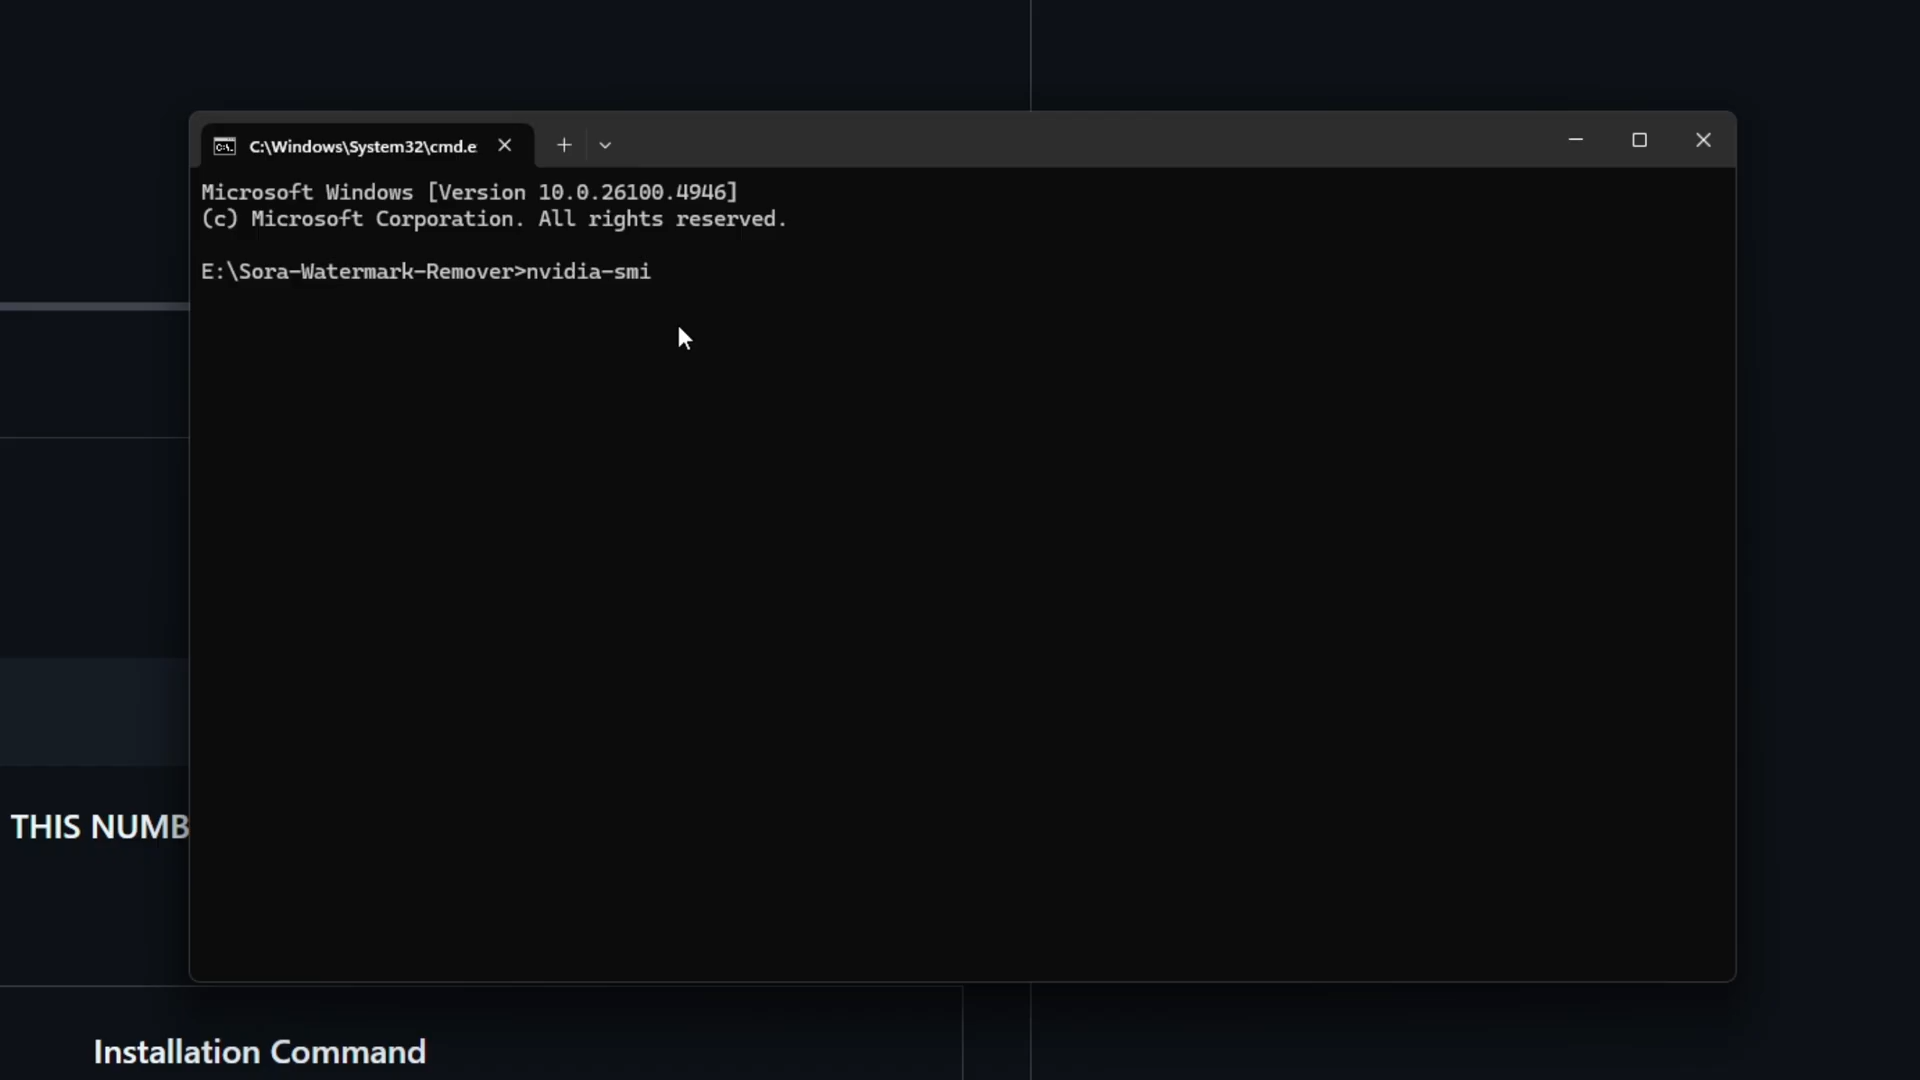 C:\Windows\System32\cmd.e
Microsoft Windows [Version 10.0.26100.4946]
(c) Microsoft Corporation. All rights reserved.
E:\Sora-Watermark-Remover>nvidia-smi
THIS NUMB
Installation Command